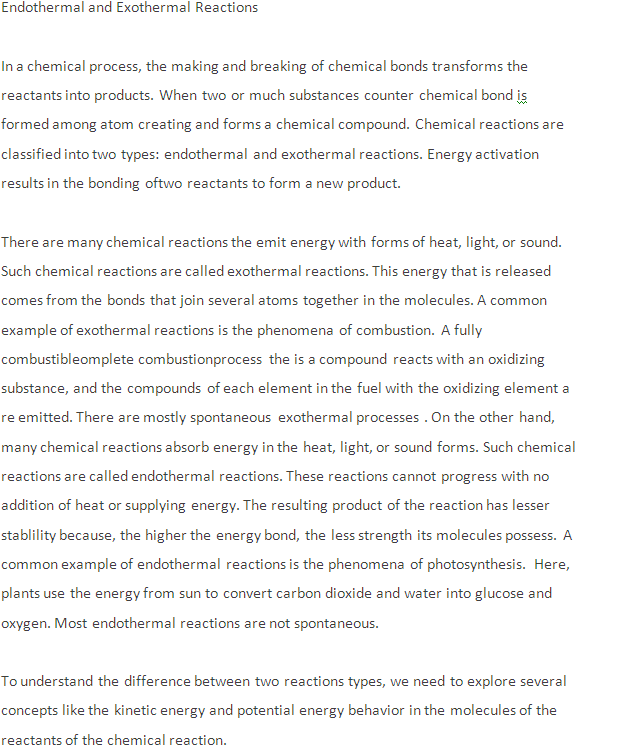 Endothermal and Exothermal Reactions
In a chemical process, the making and breaking of chemical bonds transforms the
reactants into products. When two or much substances counter chemical bond is
formed among atom creating and forms a chemical compound. Chemical reactions are
classified into two types: endothermal and exothermal reactions. Energy activation
results in the bonding oftwo reactants to form a new product.
There are many chemical reactions the emit energy with forms of heat, light, or sound.
Such chemical reactions are called exothermal reactions. This energy that is released
comes from the bonds that join several atoms together in the molecules. A common
example of exothermal reactions is the phenomena of combustion. A fully
combustibleomplete combustionprocess the is a compound reacts with an oxidizing
substance, and the compounds of each element in the fuel with the oxidizing element a
re emitted. There are mostly spontaneous exothermal processes . On the other hand,
many chemical reactions absorb energy in the heat, light, or sound forms. Such chemical
reactions are called endothermal reactions. These reactions cannot progress with no
addition of heat or supplying energy. The resulting product of the reaction has lesser
stablility because, the higher the energy bond, the less strength its molecules possess. A
common example of endothermal reactions is the phenomena of photosynthesis. Here,
plants use the energy from sun to convert carbon dioxide and water into glucose and
oxygen. Most endothermal reactions are not spontaneous.
To understand the difference between two reactions types, we need to explore several
concepts like the kinetic energy and potential energy behavior in the molecules of the
reactants of the chemical reaction.